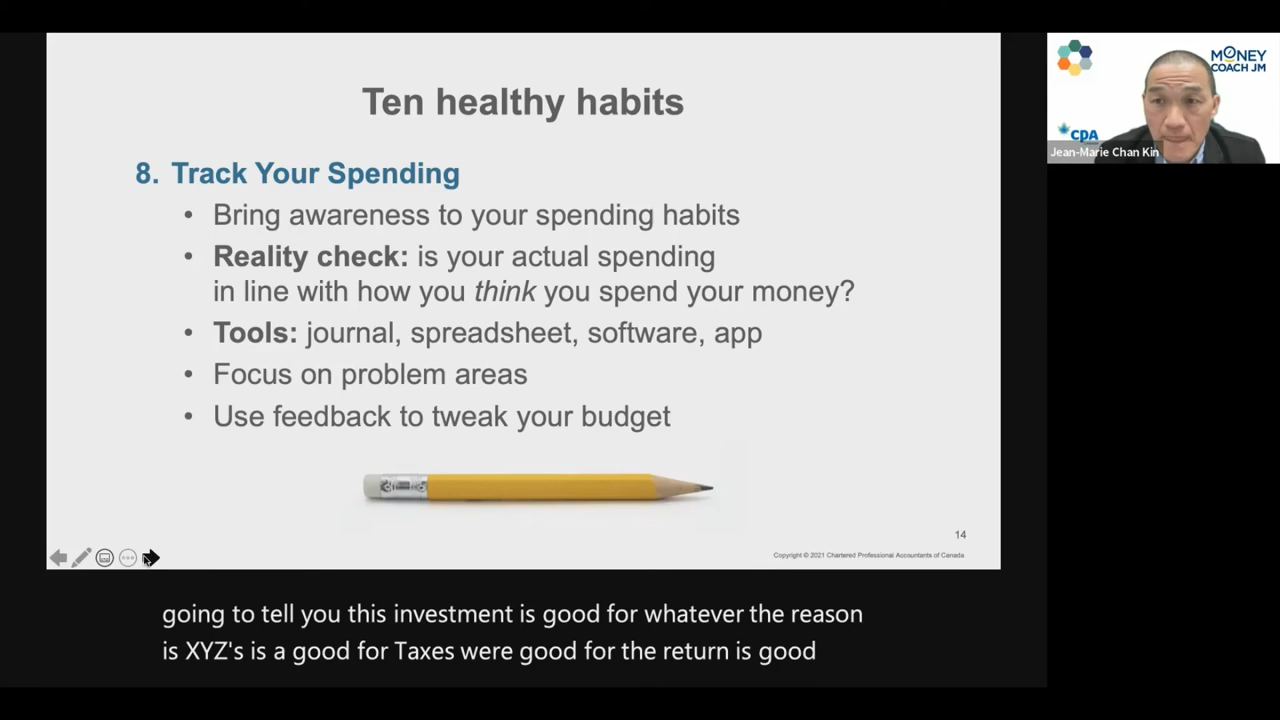 Ten healthy habits
8. Track Your Spending
• Bring awareness to your spending habits
• Reality check: is your actual spending
in line with how you think you spend your money?
• Tools: journal, spreadsheet, software, app
• Focus on problem areas
• Use feedback to tweak your budget
14
Copyright © 2021 Chartered Professional Accountants of Canada
MONEY
COACH JM
CPA
Jean-Marie Chan Kin
going to tell you this investment is good for whatever the reason
is XYZ's is a good for Taxes were good for the return is good